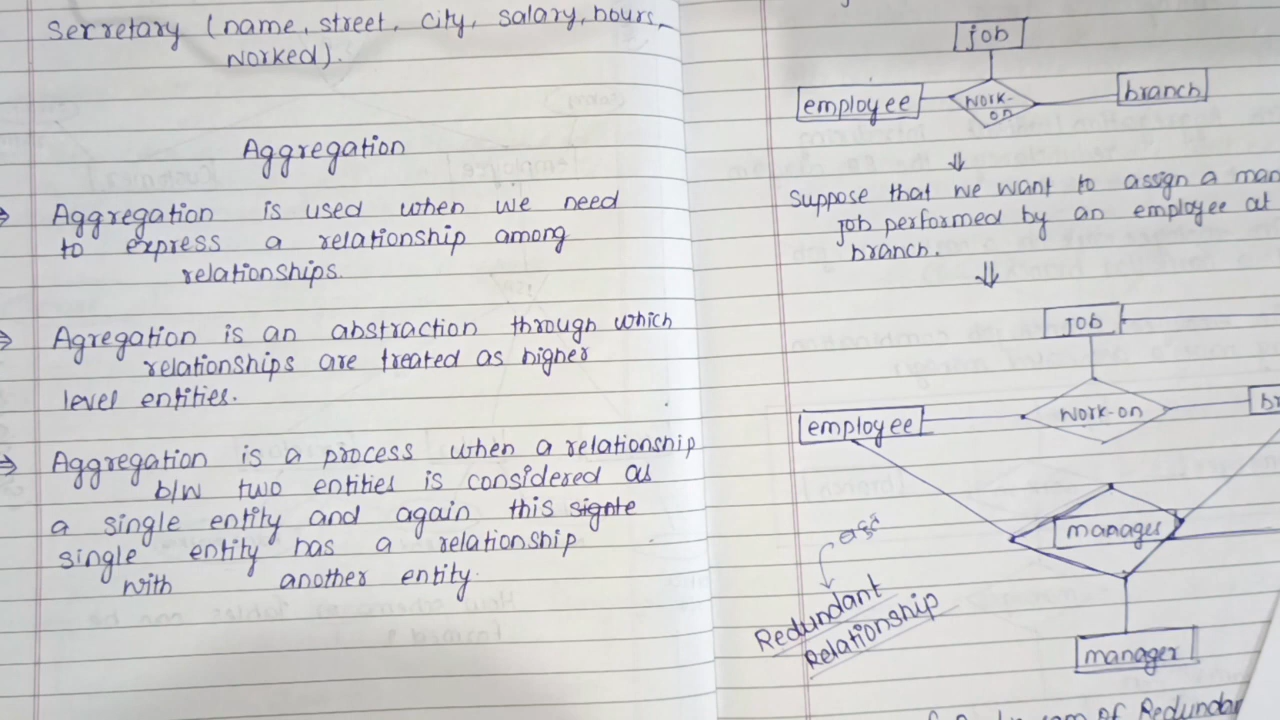 Secretary (name, street, city, salary, hours,
worked).
Aggregation
⇒ Aggregation is used when we need
to express a relationship among
relationships.
⇒ Agregation is an abstraction through which
relationships are treated as higher
level entities.
⇒ Aggregation is a process when a relationship
b/w two entities is considered as
a single entity and again this
single entity has a relationship
with another entity.
job
employee
work-
on
branch
Suppose that we want to assign a man
job performed by an employee at
branch.
job
employee
work-on
br
manages
Redundant
Relationship
manager
of Redundan